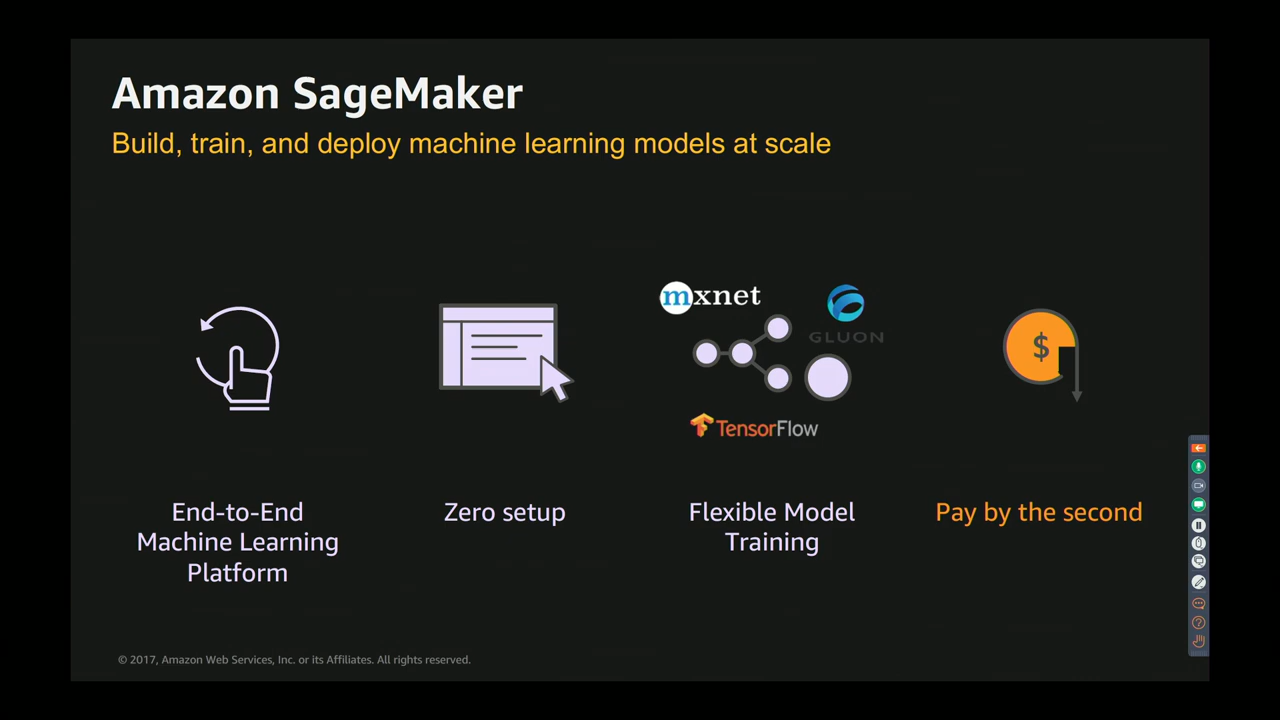 Amazon SageMaker
Build, train, and deploy machine learning models at scale
mxnet
GLUON
$
TensorFlow
End-to-End
Machine Learning
Platform
Zero setup
Flexible Model
Training
Pay by the second
© 2017, Amazon Web Services, Inc. or its Affiliates. All rights reserved.